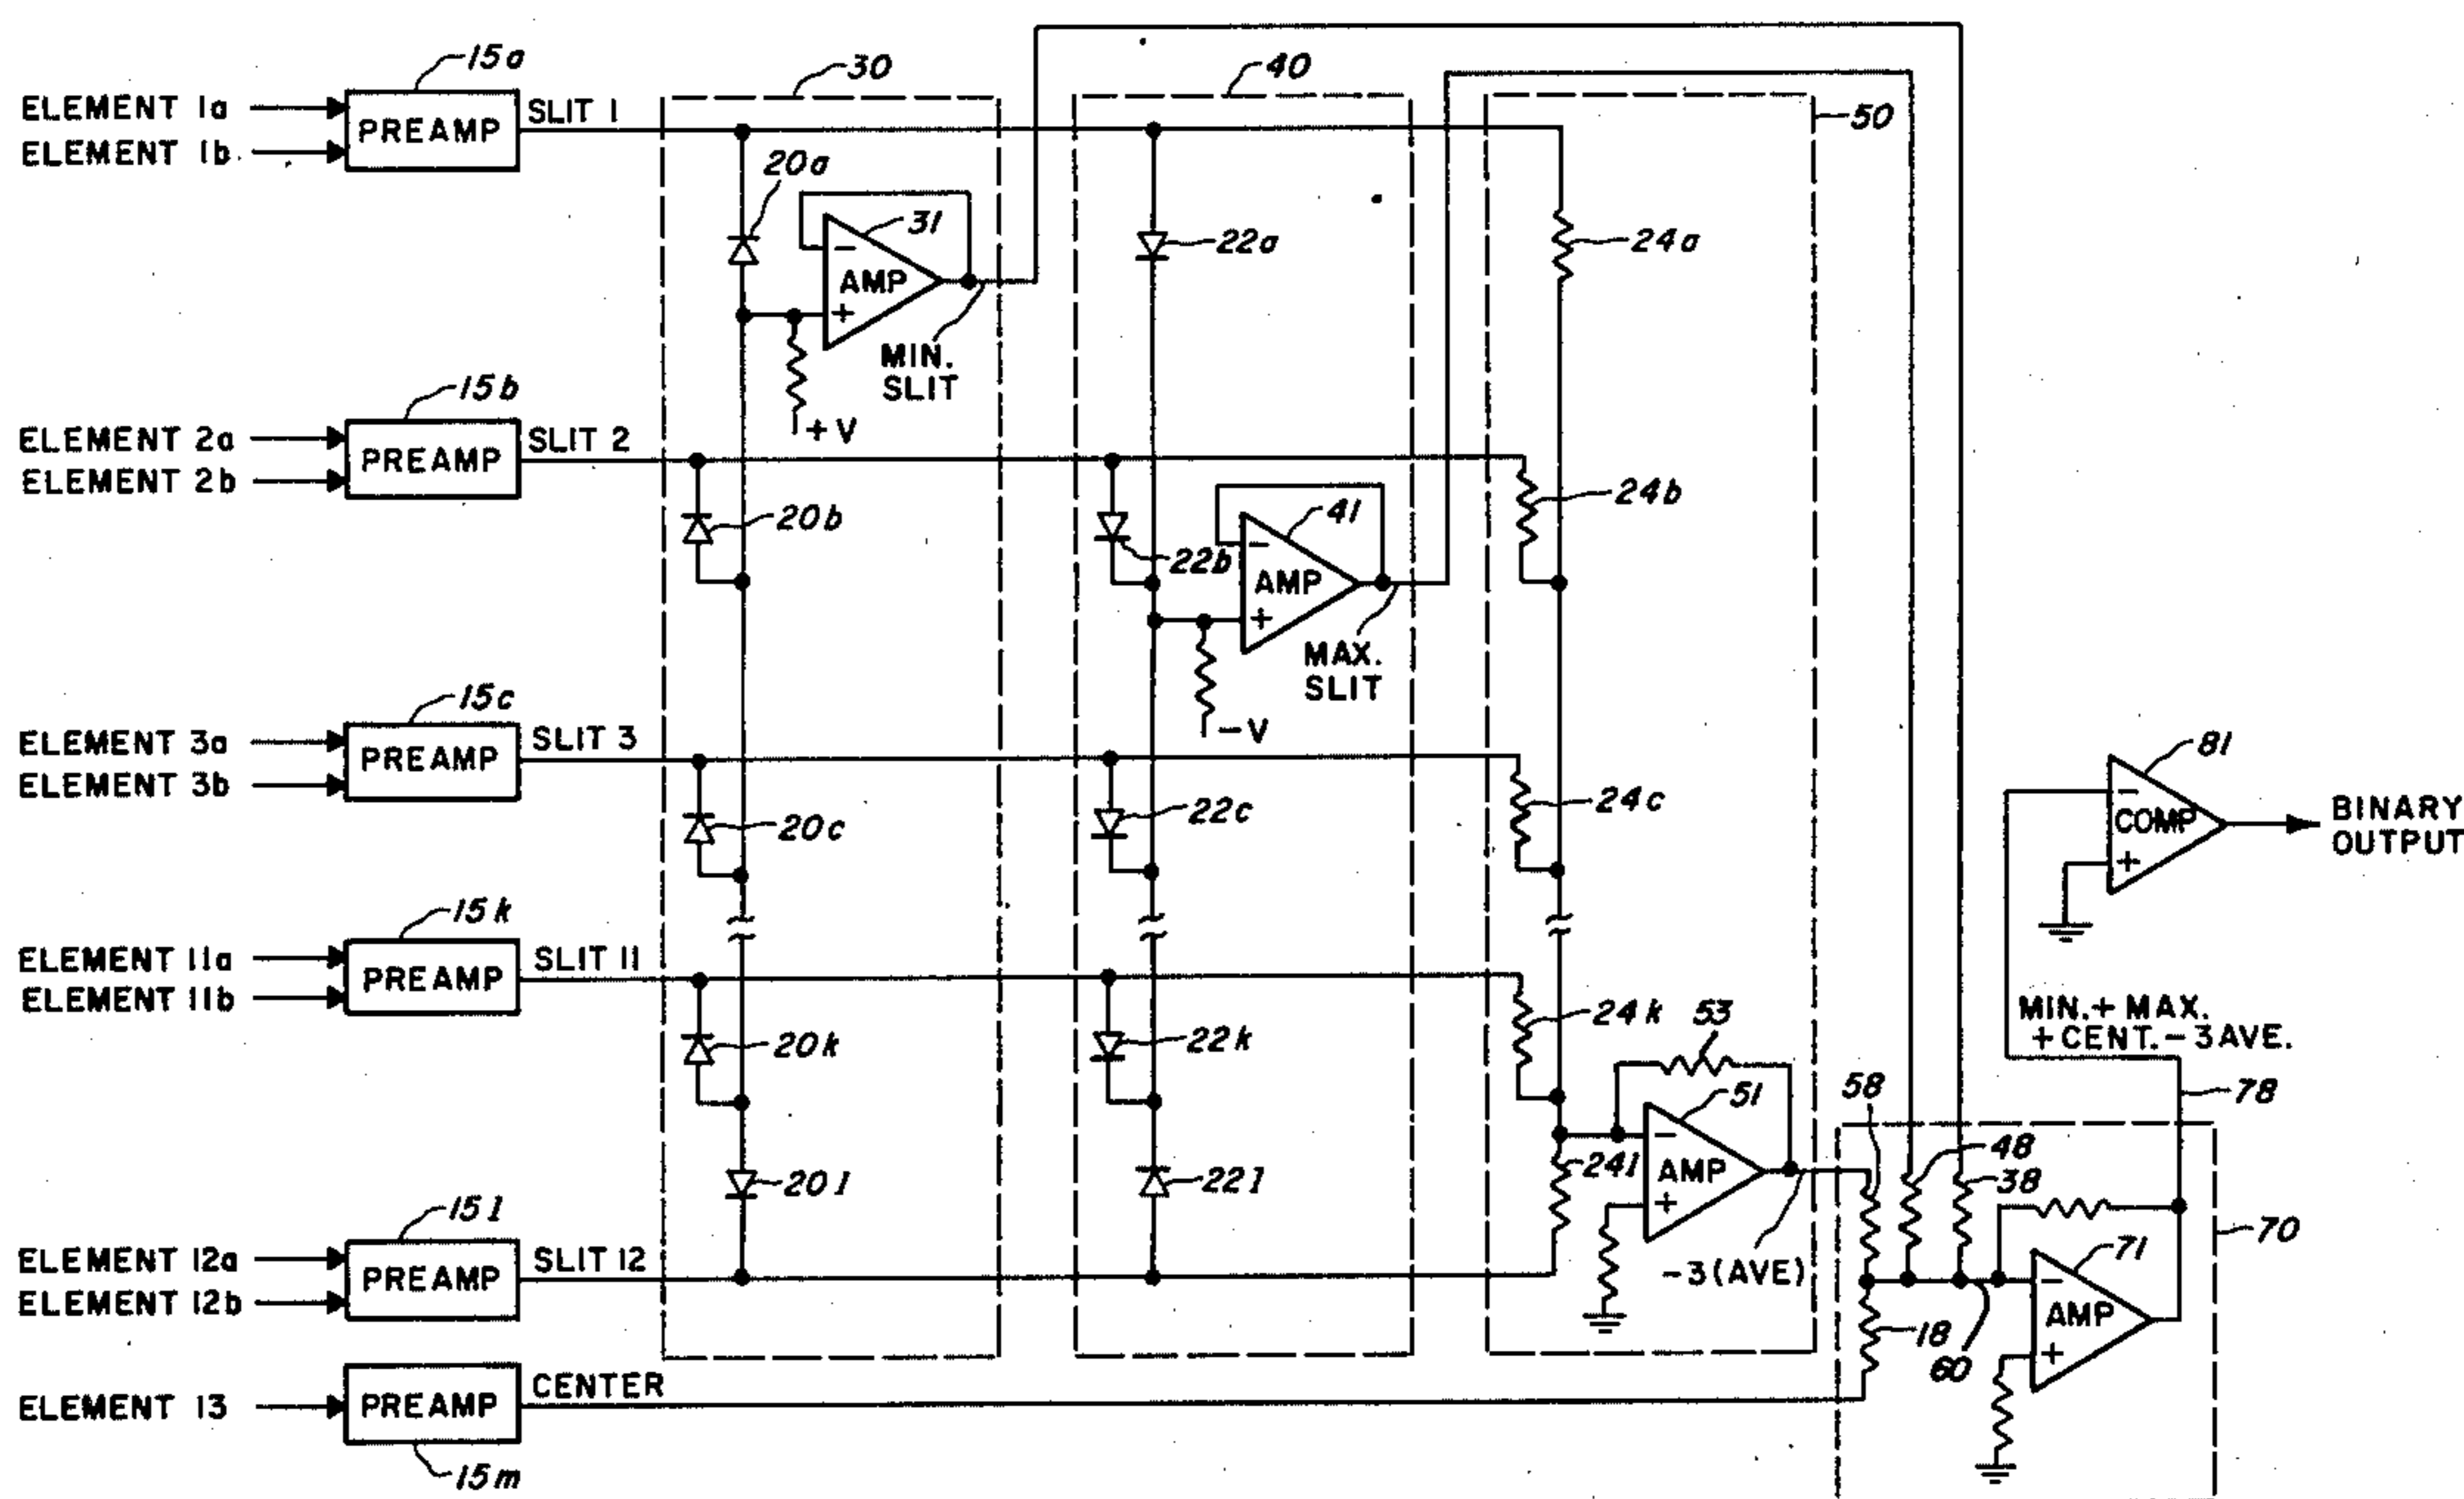 15a
30
40
50
ELEMENT 1a
ELEMENT 1b
PREAMP
SLIT 1
20a
31
AMP
-
+
MIN.
SLIT
+V
22a
24a
15b
ELEMENT 2a
ELEMENT 2b
PREAMP
SLIT 2
20b
22b
41
AMP
-
+
MAX.
SLIT
-V
24b
15c
ELEMENT 3a
ELEMENT 3b
PREAMP
SLIT 3
20c
22c
24c
81
COMP
-
+
BINARY
OUTPUT
15k
ELEMENT 11a
ELEMENT 11b
PREAMP
SLIT 11
20k
22k
24k
53
51
AMP
-
+
-3(AVE)
MIN.+ MAX.
+CENT.-3AVE.
78
58
48
38
70
15l
ELEMENT 12a
ELEMENT 12b
PREAMP
SLIT 12
20l
22l
24l
71
AMP
-
+
18
60
ELEMENT 13
PREAMP
CENTER
15m